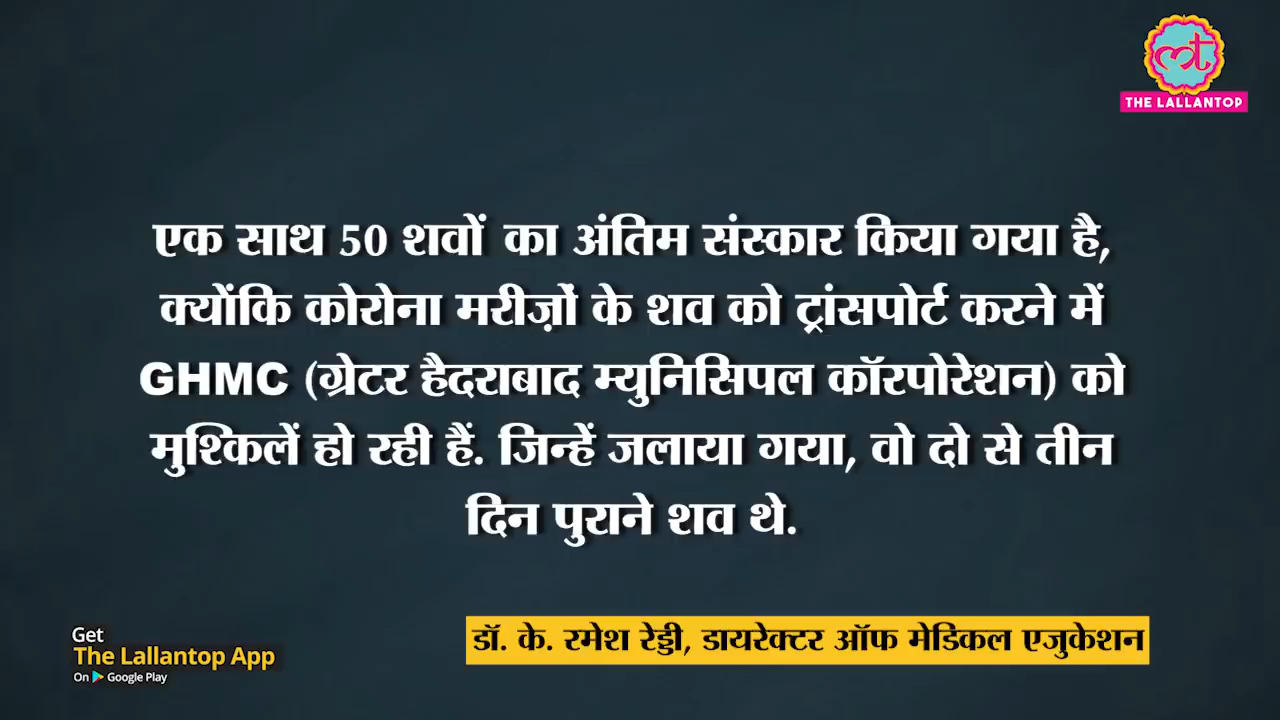 THE LALLANTOP
एक साथ 50 शवों का अंतिम संस्कार किया गया है,
क्योंकि कोरोना मरीज़ों के शव को ट्रांसपोर्ट करने में
GHMC (ग्रेटर हैदराबाद म्युनिसिपल कॉरपोरेशन) को
मुश्किलें हो रही हैं. जिन्हें जलाया गया, वो दो से तीन
दिन पुराने शव थे.
डॉ. के. रमेश रेड्डी, डायरेक्टर ऑफ मेडिकल एजुकेशन
Get
The Lallantop App
On Google Play